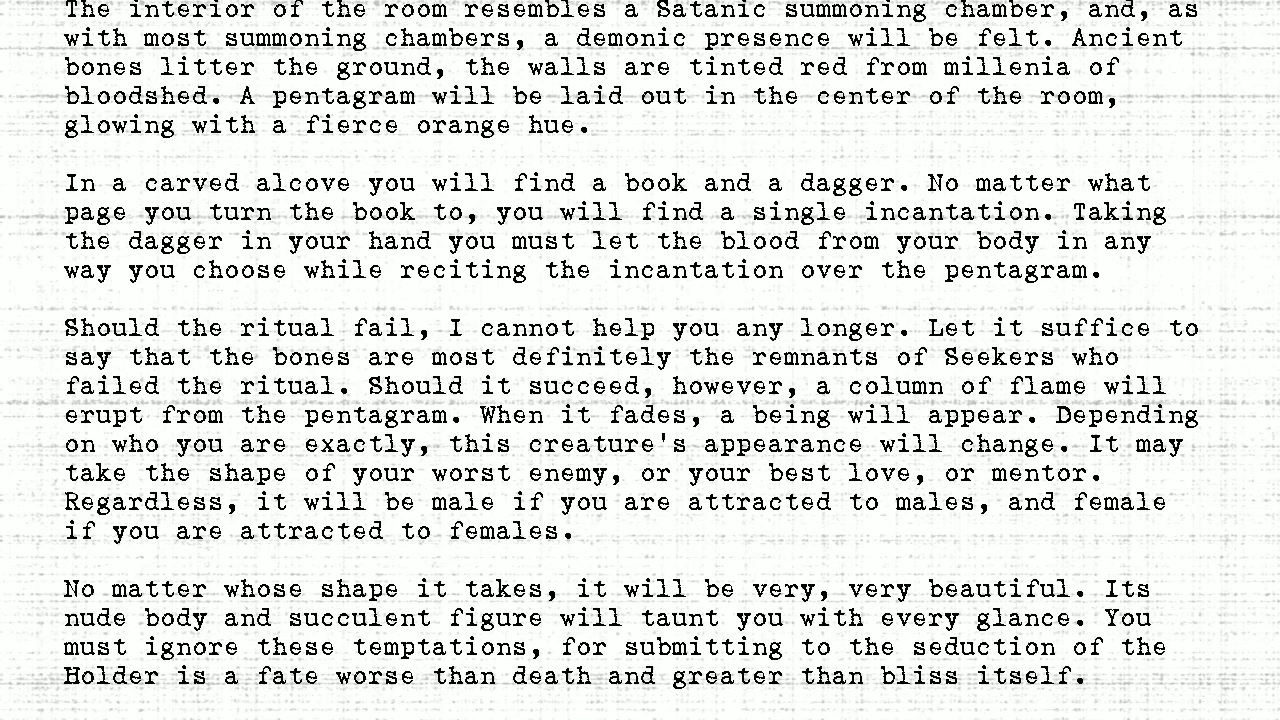 The interior of the room resembles a Satanic summoning chamber, and, as
with most summoning chambers, a demonic presence will be felt. Ancient
bones litter the ground, the walls are tinted red from millenia of
bloodshed. A pentagram will be laid out in the center of the room,
glowing with a fierce orange hue.
In a carved alcove you will find a book and a dagger. No matter what
page you turn the book to, you will find a single incantation. Taking
the dagger in your hand you must let the blood from your body in any
way you choose while reciting the incantation over the pentagram.
Should the ritual fail, I cannot help you any longer. Let it suffice to
say that the bones are most definitely the remnants of Seekers who
failed the ritual. Should it succeed, however, a column of flame will
erupt from the pentagram. When it fades, a being will appear. Depending
on who you are exactly, this creature's appearance will change. It may
take the shape of your worst enemy, or your best love, or mentor.
Regardless, it will be male if you are attracted to males, and female
if you are attracted to females.
No matter whose shape it takes, it will be very, very beautiful. Its
nude body and succulent figure will taunt you with every glance. You
must ignore these temptations, for submitting to the seduction of the
Holder is a fate worse than death and greater than bliss itself.